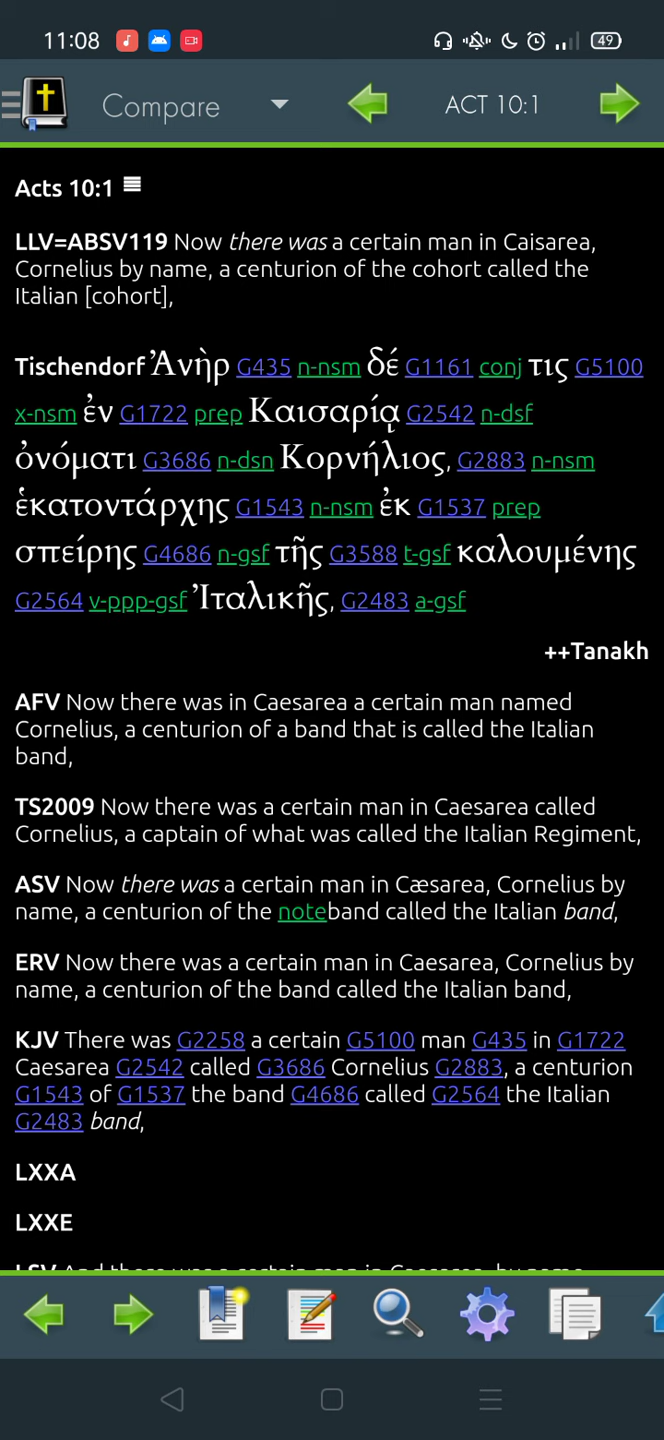 11:08
49
Compare
ACT 10:1
Acts 10:1
LLV=ABSV119 Now there was a certain man in Caisarea,
Cornelius by name, a centurion of the cohort called the
Italian [cohort],
Tischendorf Ἀνὴρ G435 n-nsm δέ G1161 conj τις G5100
x-nsm ἐν G1722 prep Καισαρίᾳ G2542 n-dsf
ὀνόματι G3686 n-dsn Κορνήλιος, G2883 n-nsm
ἑκατοντάρχης G1543 n-nsm ἐκ G1537 prep
σπείρης G4686 n-gsf τῆς G3588 t-gsf καλουμένης
G2564 v-ppp-gsf Ἰταλικῆς, G2483 a-gsf
++Tanakh
AFV Now there was in Caesarea a certain man named
Cornelius, a centurion of a band that is called the Italian
band,
TS2009 Now there was a certain man in Caesarea called
Cornelius, a captain of what was called the Italian Regiment,
ASV Now there was a certain man in Cæsarea, Cornelius by
name, a centurion of the noteband called the Italian band,
ERV Now there was a certain man in Caesarea, Cornelius by
name, a centurion of the band called the Italian band,
KJV There was G2258 a certain G5100 man G435 in G1722
Caesarea G2542 called G3686 Cornelius G2883, a centurion
G1543 of G1537 the band G4686 called G2564 the Italian
G2483 band,
LXXA
LXXE